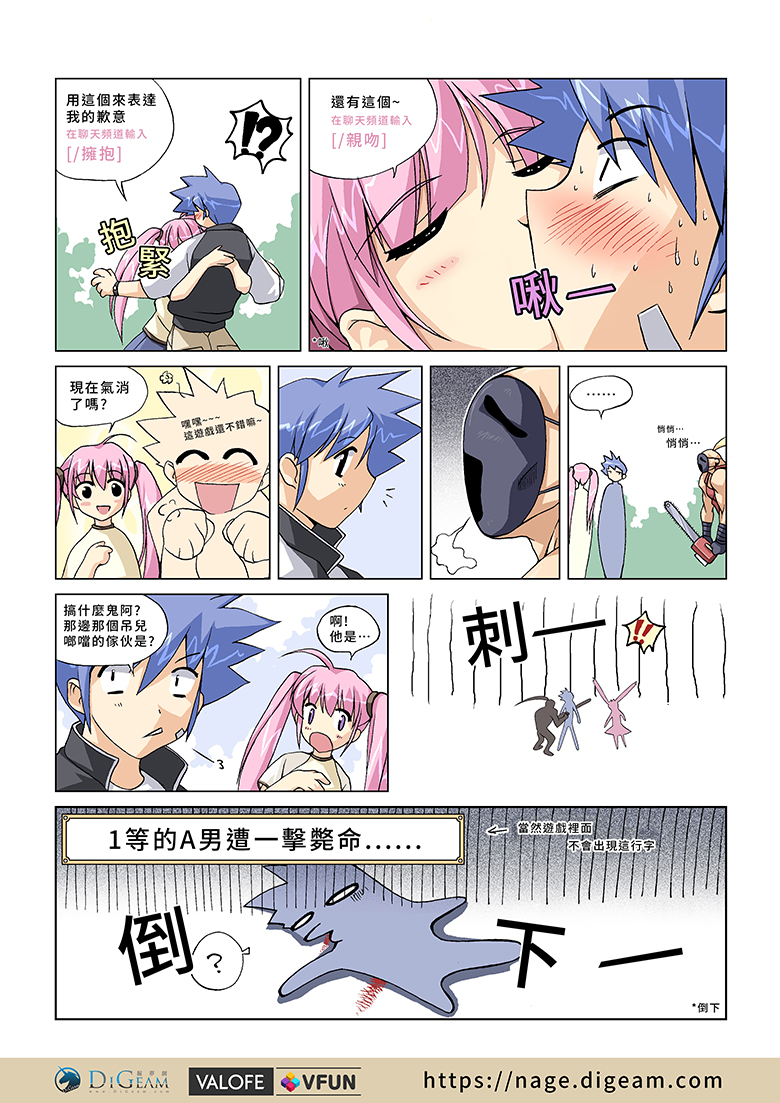 用這個來表達
我的歉意
在聊天頻道輸入
[/擁抱]
!?
抱
緊
還有這個~
在聊天頻道輸入
[/親吻]
啾一
*啾
現在氣消
了嗎?
嘿嘿~~~
這遊戲還不錯嘛~
......
悄悄...
悄悄...
搞什麼鬼阿?
那邊那個吊兒
啷噹的傢伙是?
啊!
他是...
刺一
!!
1等的A男遭一擊斃命......
當然遊戲裡面
不會出現這行字
倒
?
下一
*倒下
DIGEAM
www.DiGeam.com
VALOFE
VFUN
https://nage.digeam.com